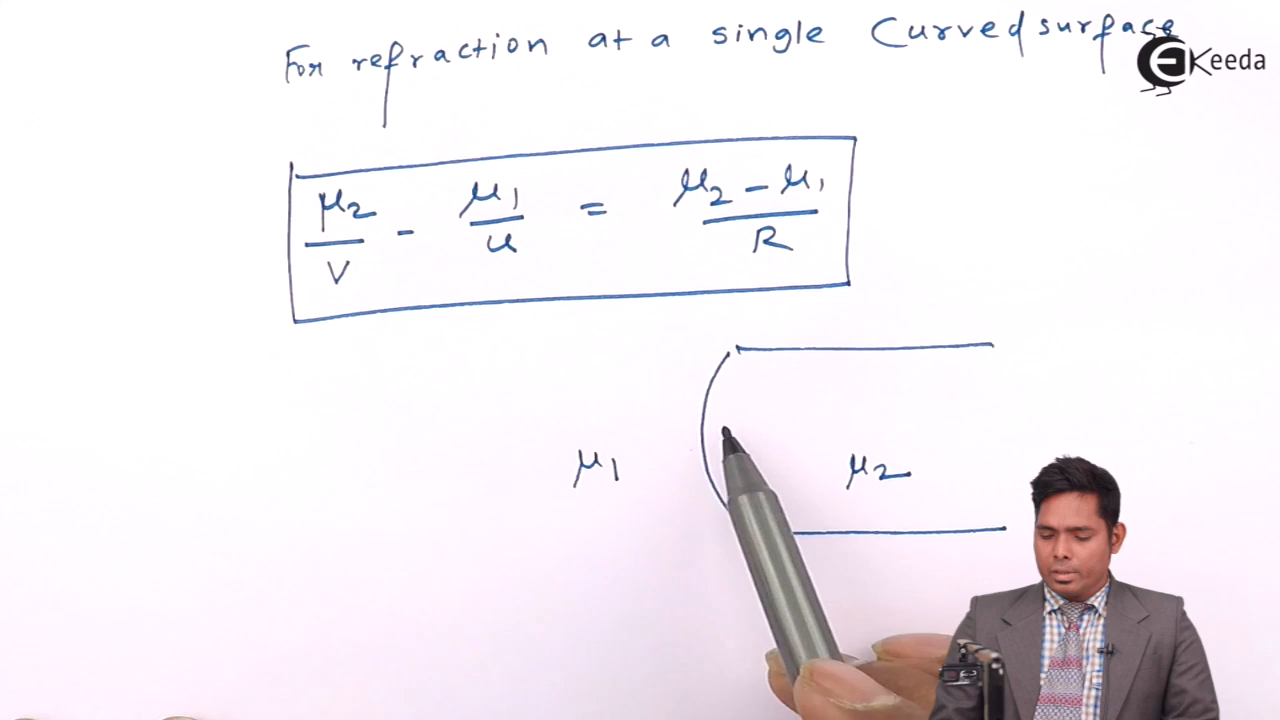 For refraction at a single Curved surface
EKeeda
μ2/V - μ1/u = μ2 - μ1/R
μ1
μ2